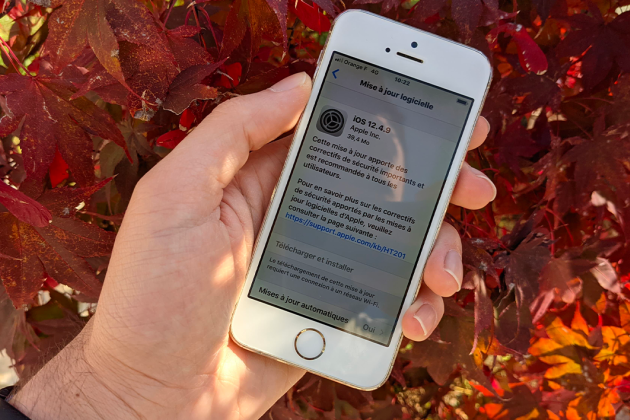 Orange F 4G 18:22
Mise à jour logicielle
iOS 12.4.9
Apple Inc.
39,4 Mo
Cette mise à jour apporte des
correctifs de sécurité importants et
est recommandée à tous les
utilisateurs.
Pour en savoir plus sur les correctifs
de sécurité apportés par les mises à
jour logicielles d'Apple, veuillez
consulter la page suivante :
https://support.apple.com/kb/HT201
Télécharger et installer
Le téléchargement de cette mise à jour
requiert une connexion à un réseau Wi-Fi.
Mises à jour automatiques
Oui